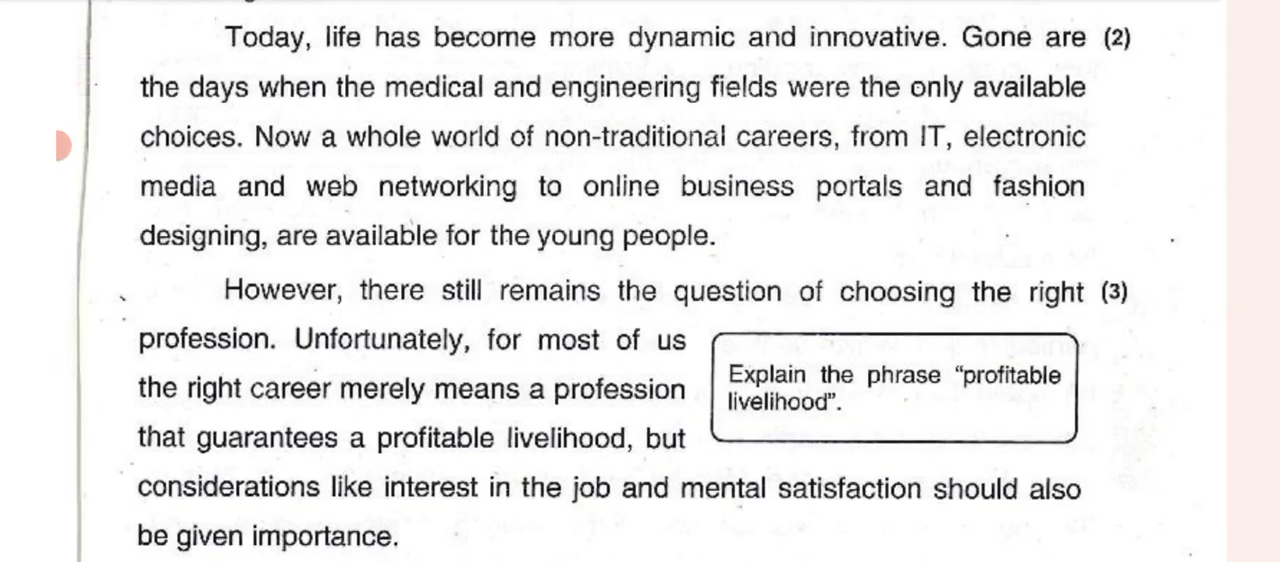 Today, life has become more dynamic and innovative. Gone are (2)
the days when the medical and engineering fields were the only available
choices. Now a whole world of non-traditional careers, from IT, electronic
media and web networking to online business portals and fashion
designing, are available for the young people.
However, there still remains the question of choosing the right (3)
profession. Unfortunately, for most of us
the right career merely means a profession
that guarantees a profitable livelihood, but
considerations like interest in the job and mental satisfaction should also
be given importance.
Explain the phrase “profitable
livelihood”.